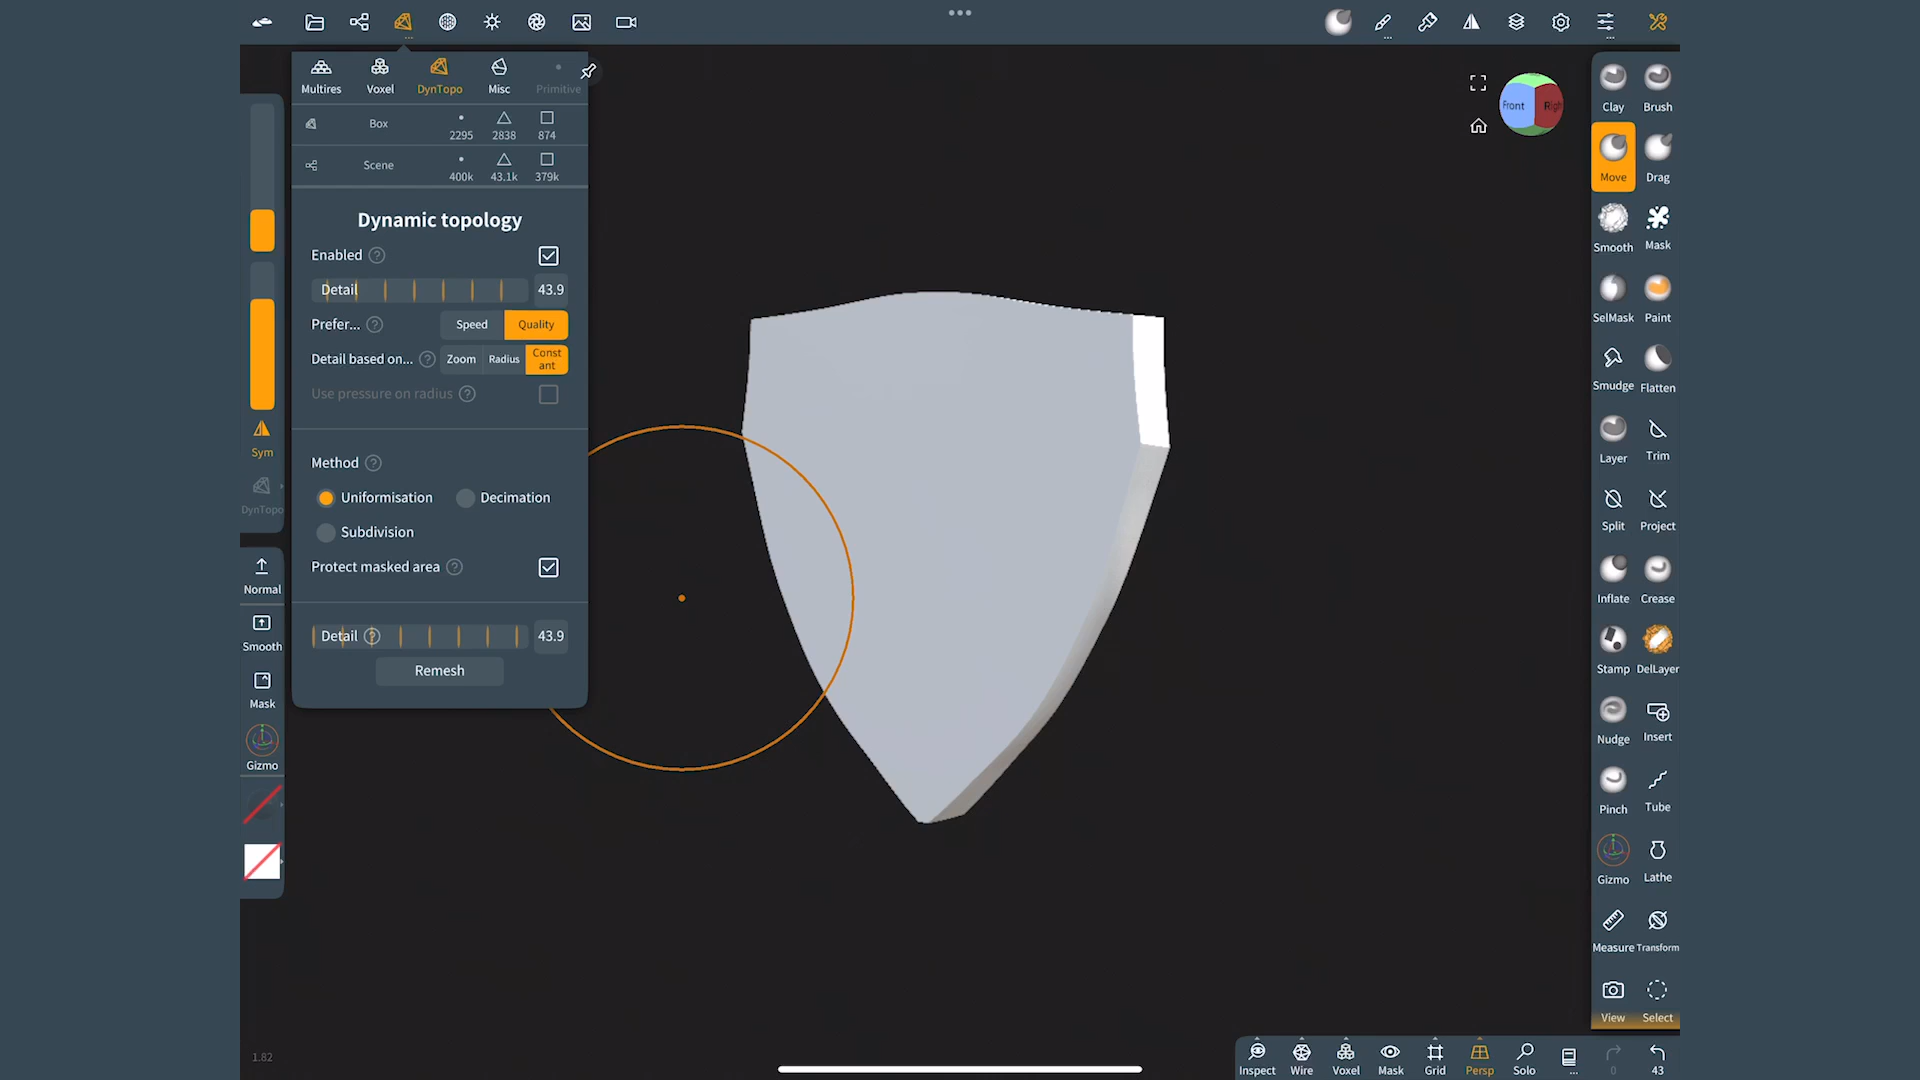 Multires Voxel DynTopo Misc Primitive
Box 2295 2838 874
Scene 400k 43.1k 379k
Dynamic topology
Enabled ?
Detail 43.9
Prefer... ? Speed Quality
Detail based on... ? Zoom Radius Const
ant
Use pressure on radius ?
Method ?
Uniformisation Decimation
Subdivision
Protect masked area ?
Detail ? 43.9
Remesh
Sym
DynTopo
Normal
Smooth
Mask
Gizmo
1.82
Front Righ
Clay Brush
Move Drag
Smooth Mask
SelMask Paint
Smudge Flatten
Layer Trim
Split Project
Inflate Crease
Stamp DelLayer
Nudge Insert
Pinch Tube
Gizmo Lathe
Measure Transform
View Select
Inspect Wire Voxel Mask Grid Persp Solo ... 0 43